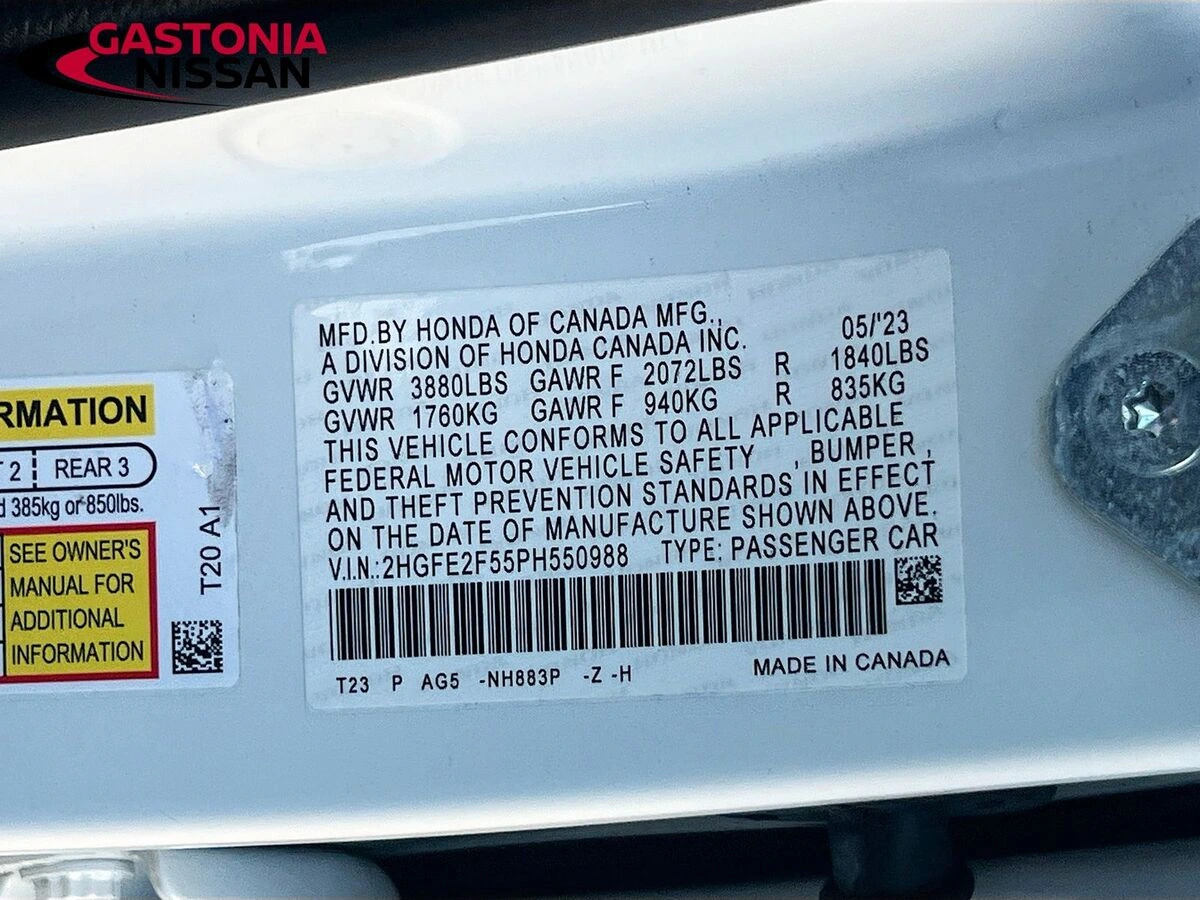 GASTONIA
NISSAN
MFD.BY HONDA OF CANADA MFG.,
A DIVISION OF HONDA CANADA INC. 05/'23
GVWR 3880LBS GAWR F 2072LBS R 1840LBS
GVWR 1760KG GAWR F 940KG R 835KG
THIS VEHICLE CONFORMS TO ALL APPLICABLE
FEDERAL MOTOR VEHICLE SAFETY , BUMPER ,
AND THEFT PREVENTION STANDARDS IN EFFECT
ON THE DATE OF MANUFACTURE SHOWN ABOVE.
V.I.N.:2HGFE2F55PH550988 TYPE: PASSENGER CAR
T23 P AG5 -NH883P -Z -H MADE IN CANADA
RMATION
2 REAR 3
385kg or 850lbs.
SEE OWNER'S
MANUAL FOR
ADDITIONAL
INFORMATION
T20 A1